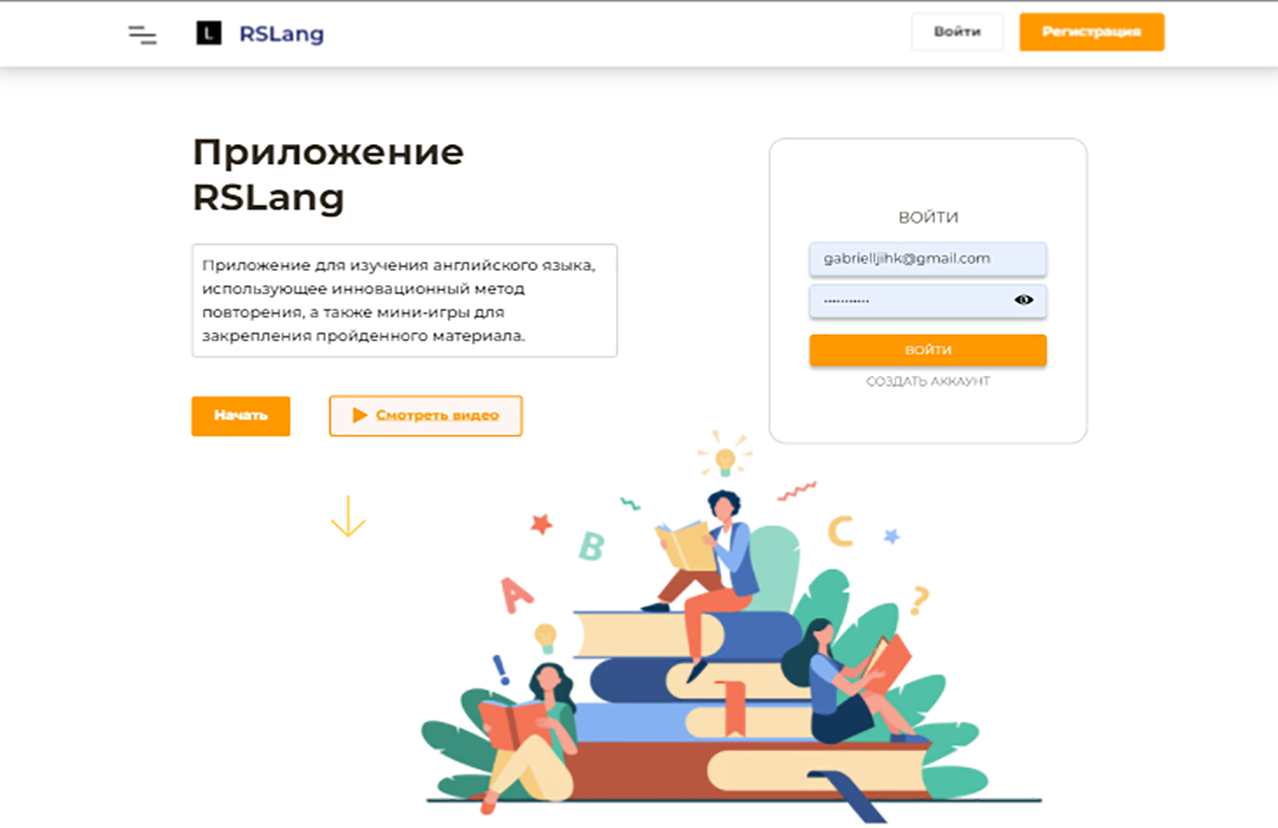 L RSLang
Войти
Регистрация
Приложение
RSLang
Приложение для изучения английского языка,
использующее инновационный метод
повторения, а также мини-игры для
закрепления пройденного материала.
Начать
Смотреть видео
ВОЙТИ
gabrielljihk@gmail.com
•••••••••••
ВОЙТИ
СОЗДАТЬ АККАУНТ
A
B
C
?
!